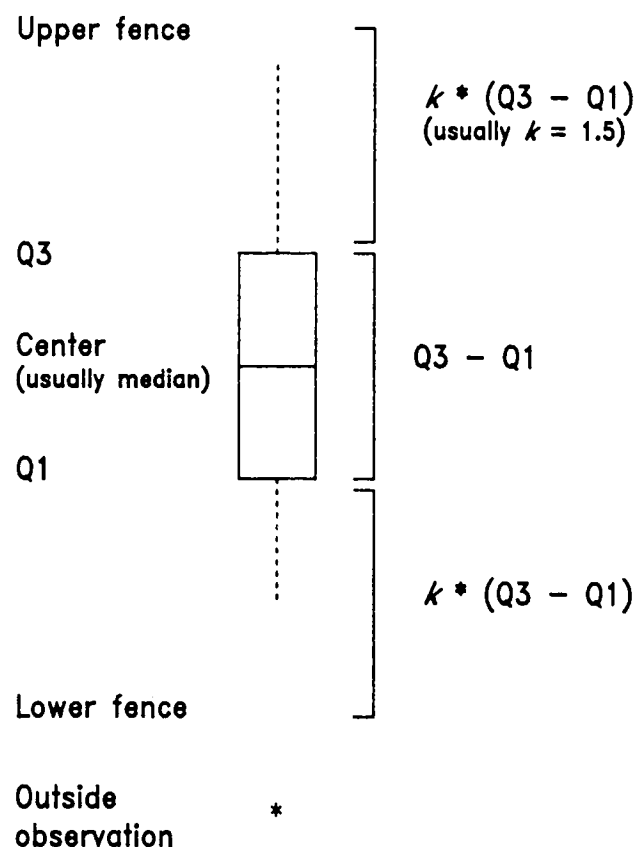 Upper fence
k * (Q3 − Q1)
(usually k = 1.5)
Q3
Center
(usually median)
Q3 − Q1
Q1
k * (Q3 − Q1)
Lower fence
Outside
observation
*